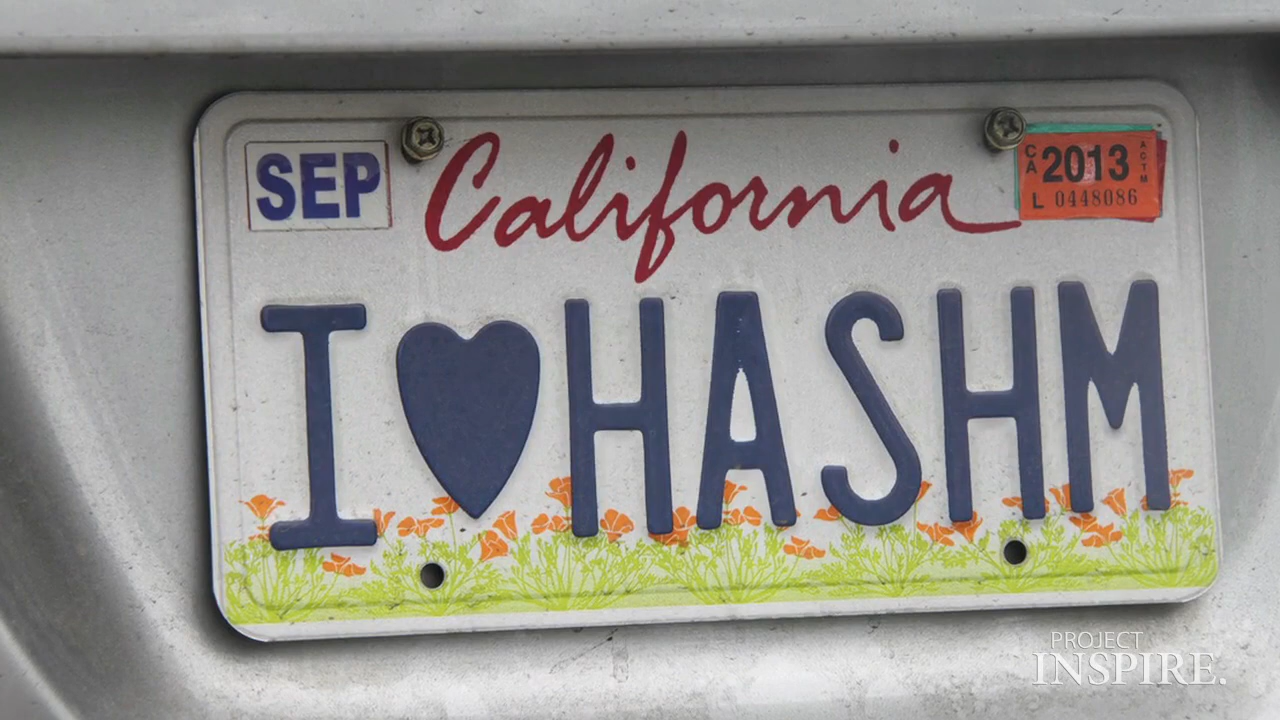 SEP California CA 2013 ACTM
L 0448086
I♥HASHM
PROJECT
INSPIRE.